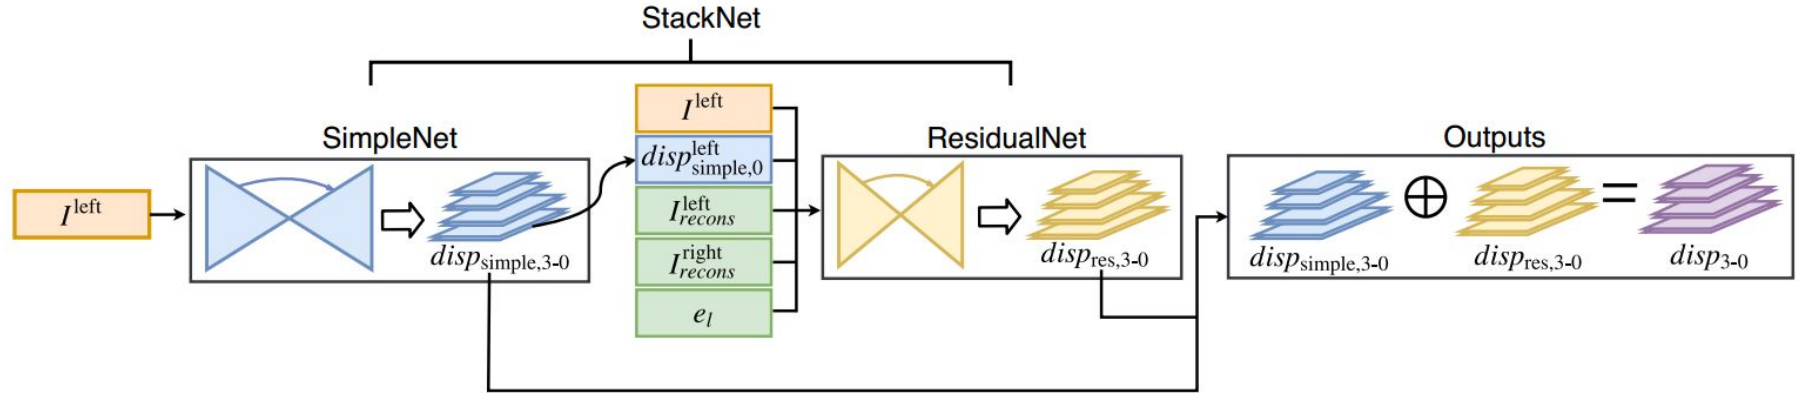 StackNet
SimpleNet
ResidualNet
Outputs
I^left
I^left
disp^left_simple,0
I^left_recons
I^right_recons
e_l
disp_simple,3-0
disp_res,3-0
disp_simple,3-0 ⊕ disp_res,3-0 = disp_3-0